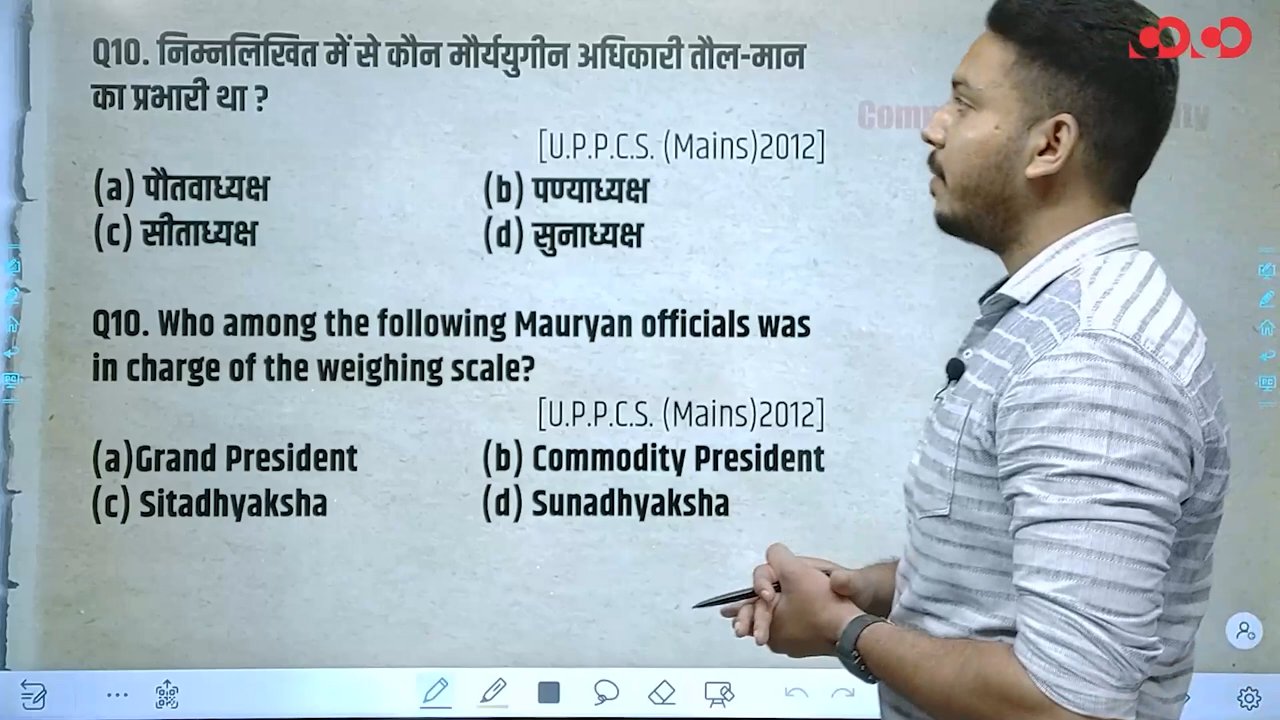 Q10. निम्नलिखित में से कौन मौर्ययुगीन अधिकारी तौल-मान
का प्रभारी था ?
[U.P.P.C.S. (Mains)2012]
(a) पौतवाध्यक्ष (b) पण्याध्यक्ष
(c) सीताध्यक्ष (d) सुनाध्यक्ष
Q10. Who among the following Mauryan officials was
in charge of the weighing scale?
[U.P.P.C.S. (Mains)2012]
(a)Grand President (b) Commodity President
(c) Sitadhyaksha (d) Sunadhyaksha